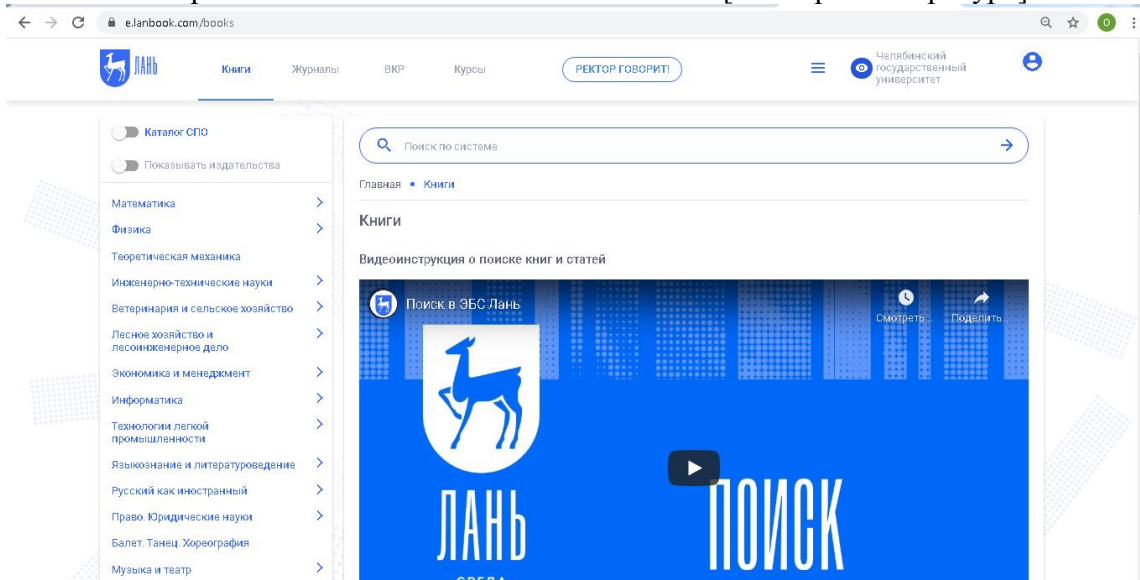 e.lanbook.com/books
О
ЛАНЬ
Книги
Журналы
ВКР
Курсы
РЕКТОР ГОВОРИТ!
Челябинский
государственный
университет
Каталог СПО
Показывать издательства
Математика
Физика
Теоретическая механика
Инженерно-технические науки
Ветеринария и сельское хозяйство
Лесное хозяйство и
лесоинженерное дело
Экономика и менеджмент
Информатика
Технологии легкой
промышленности
Языкознание и литературоведение
Русский как иностранный
Право. Юридические науки
Балет. Танец. Хореография
Музыка и театр
Поиск по системе
Главная • Книги
Книги
Видеоинструкция о поиске книг и статей
Поиск в ЭБС Лань
Смотреть...
Поделить...
ЛАНЬ
ПОИСК